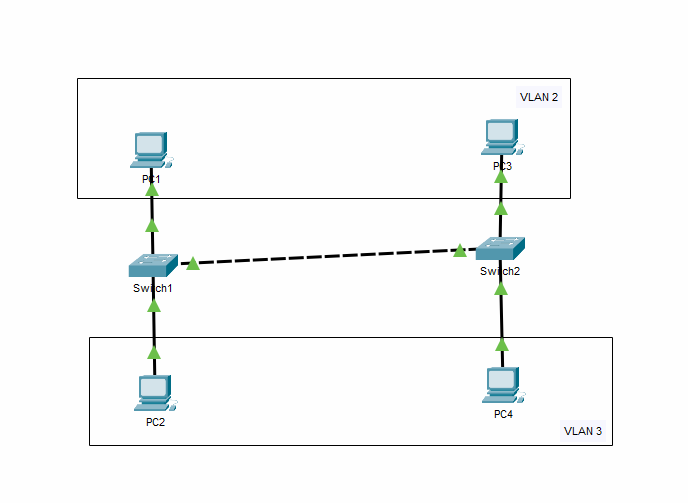 VLAN 2
PC1
PC3
Switch1
Switch2
PC2
PC4
VLAN 3